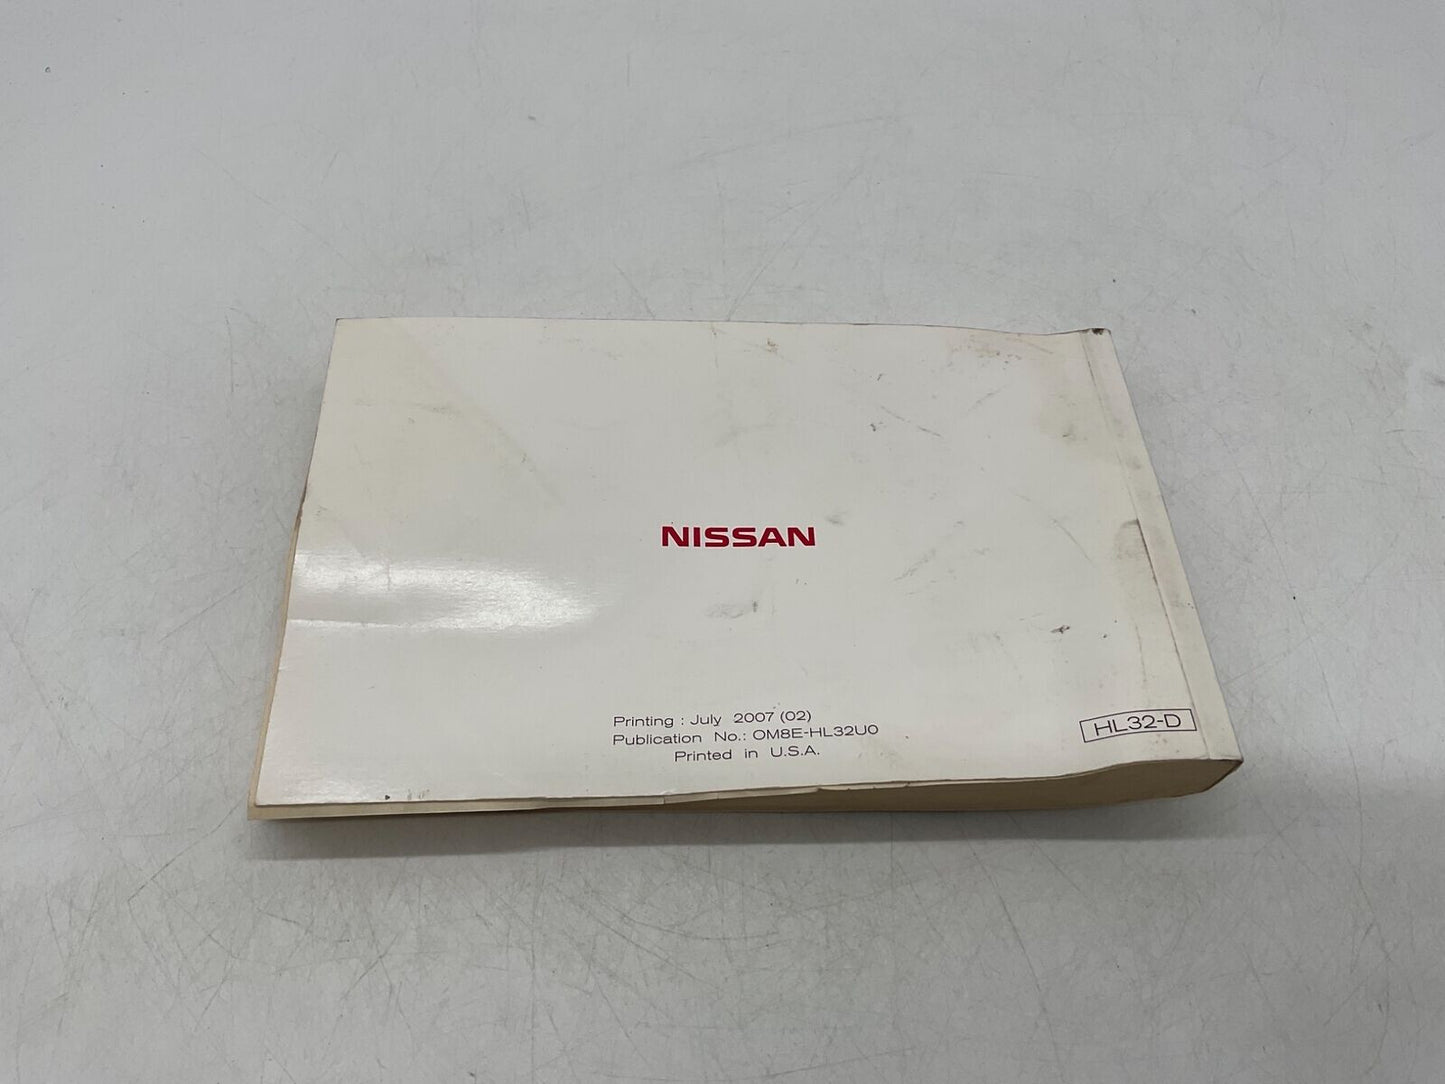 NISSAN
Printing : July 2007 (02)
Publication No.: OM8E-HL32U0
Printed in U.S.A.
HL32-D